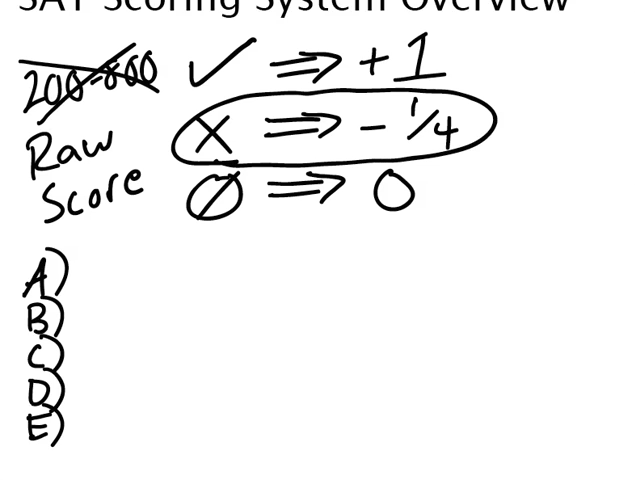 SAT Scoring System Overview
200-800 ✓ ⇒ +1
Raw X ⇒ - 1/4
Score Ø ⇒ 0
A)
B)
C)
D)
E)